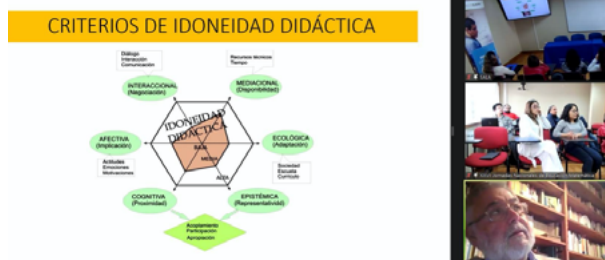 CRITERIOS DE IDONEIDAD DIDÁCTICA
Diálogo
Interacción
Comunicación
Recursos técnicos
Tiempo
INTERACCIONAL
(Negociación)
MEDIACIONAL
(Disponibilidad)
IDONEIDAD
DIDÁCTICA
AFECTIVA
(Implicación)
ECOLÓGICA
(Adaptación)
BAJA
MEDIA
ALTA
Actitudes
Emociones
Motivaciones
Sociedad
Escuela
Currículo
COGNITIVA
(Proximidad)
EPISTÉMICA
(Representatividad)
Acoplamiento
Participación
Apropiación
SALA